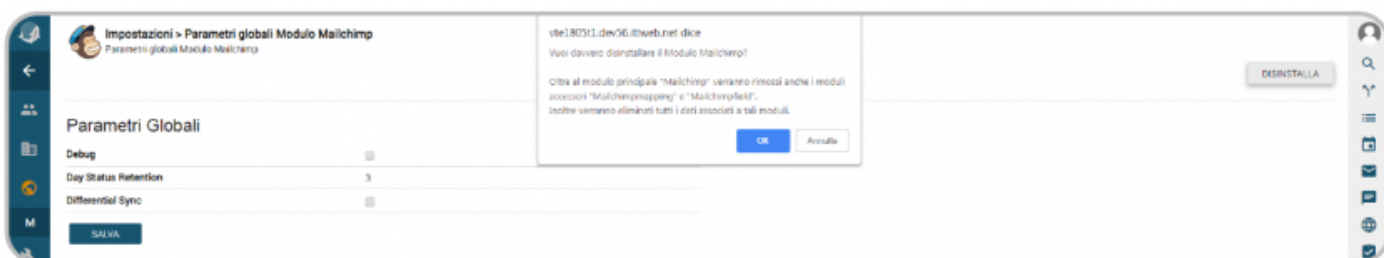 Impostazioni > Parametri globali Modulo Mailchimp
Parametri globali Modulo Mailchimp
vte1805t1.dev56.ittweb.net dice
Vuoi davvero disinstallare il Modulo Mailchimp?
Oltre al modulo principale "Mailchimp" verranno rimossi anche i moduli
accessori "Mailchimpmapping" e "Mailchimpfield".
Inoltre verranno eliminati tutti i dati associati a tali moduli.
OK
Annulla
DISINSTALLA
Parametri Globali
Debug
Day Status Retention 3
Differential Sync
M
SALVA